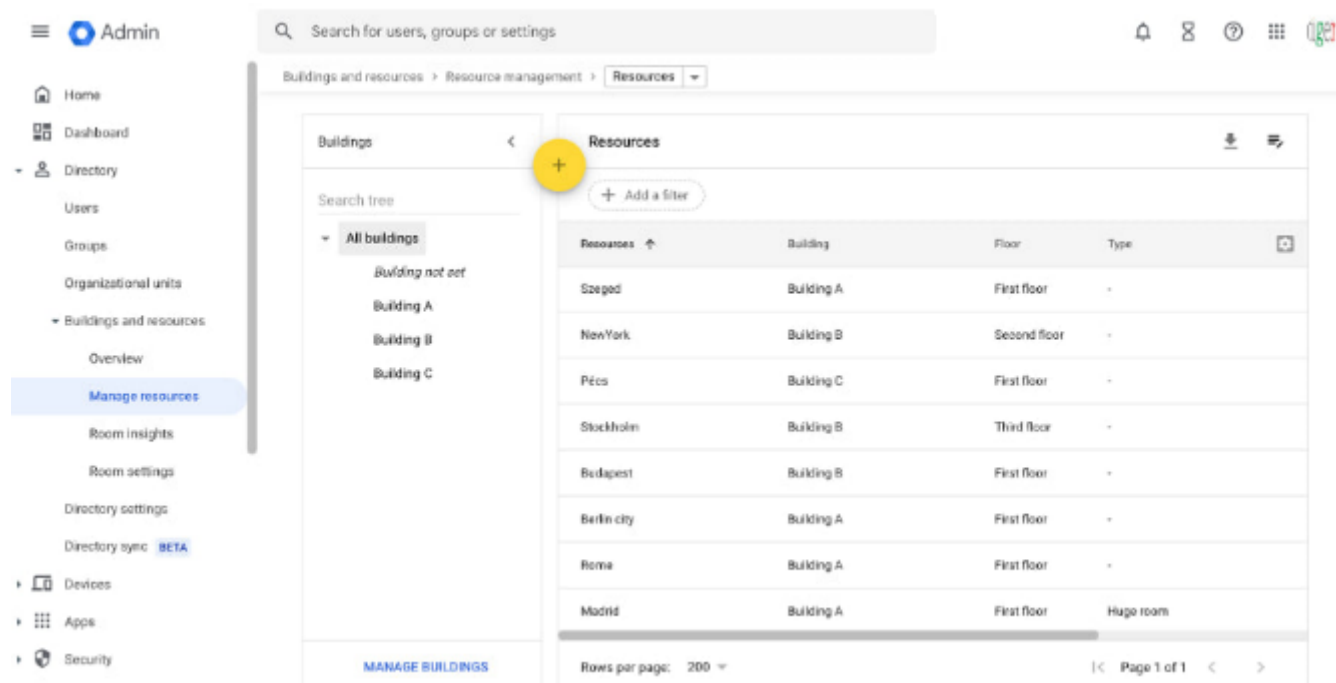 Admin
Search for users, groups or settings
Buildings and resources > Resource management > Resources
Home
Dashboard
Directory
Users
Groups
Organizational units
Buildings and resources
Overview
Manage resources
Room insights
Room settings
Directory settings
Directory sync BETA
Devices
Apps
Security
Buildings
Search tree
All buildings
Building not set
Building A
Building B
Building C
MANAGE BUILDINGS
Resources
+ Add a filter
Resources Building Floor Type
Szeged Building A First floor -
NewYork Building B Second floor -
Pécs Building C First floor -
Stockholm Building B Third floor -
Budapest Building B First floor -
Berlin city Building A First floor -
Rome Building A First floor -
Madrid Building A First floor Huge room
Rows per page: 200 Page 1 of 1